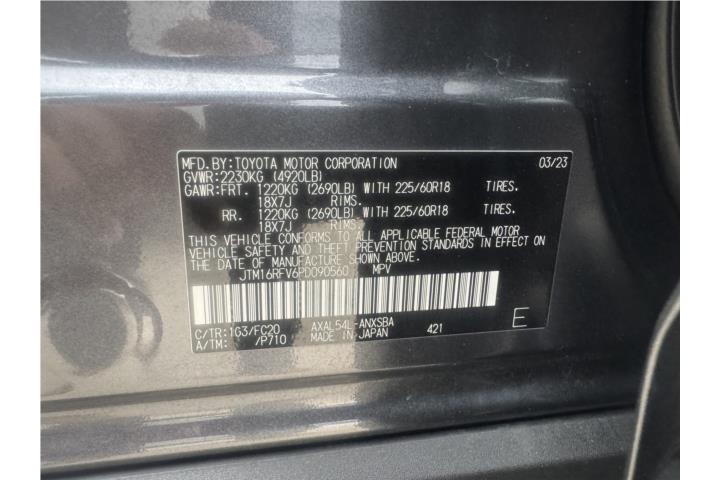 MFD.BY:TOYOTA MOTOR CORPORATION 03/23
GVWR:2230KG (4920LB)
GAWR:FRT. 1220KG (2690LB) WITH 225/60R18 TIRES.
18X7J RIMS.
RR. 1220KG (2690LB) WITH 225/60R18 TIRES.
18X7J RIMS.
THIS VEHICLE CONFORMS TO ALL APPLICABLE FEDERAL MOTOR
VEHICLE SAFETY AND THEFT PREVENTION STANDARDS IN EFFECT
ON THE DATE OF MANUFACTURE SHOWN ABOVE.
JTM16RFV6PD090560 MPV
C/TR:1G3/FC20 AXAL54L-ANXSBA
A/TM: /P710 MADE IN JAPAN 421 E